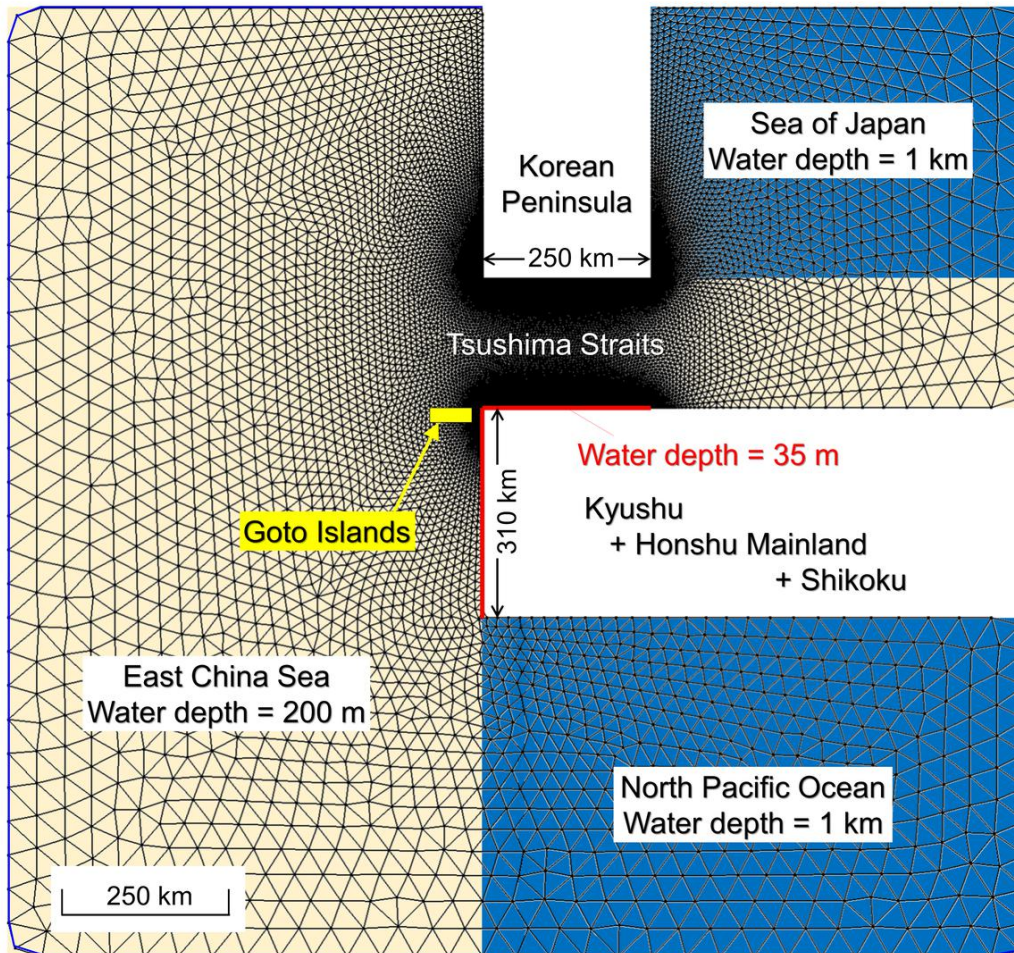 Sea of Japan
Water depth = 1 km
Korean
Peninsula
250 km
Tsushima Straits
Water depth = 35 m
310 km
Kyushu
+ Honshu Mainland
+ Shikoku
Goto Islands
East China Sea
Water depth = 200 m
North Pacific Ocean
Water depth = 1 km
250 km